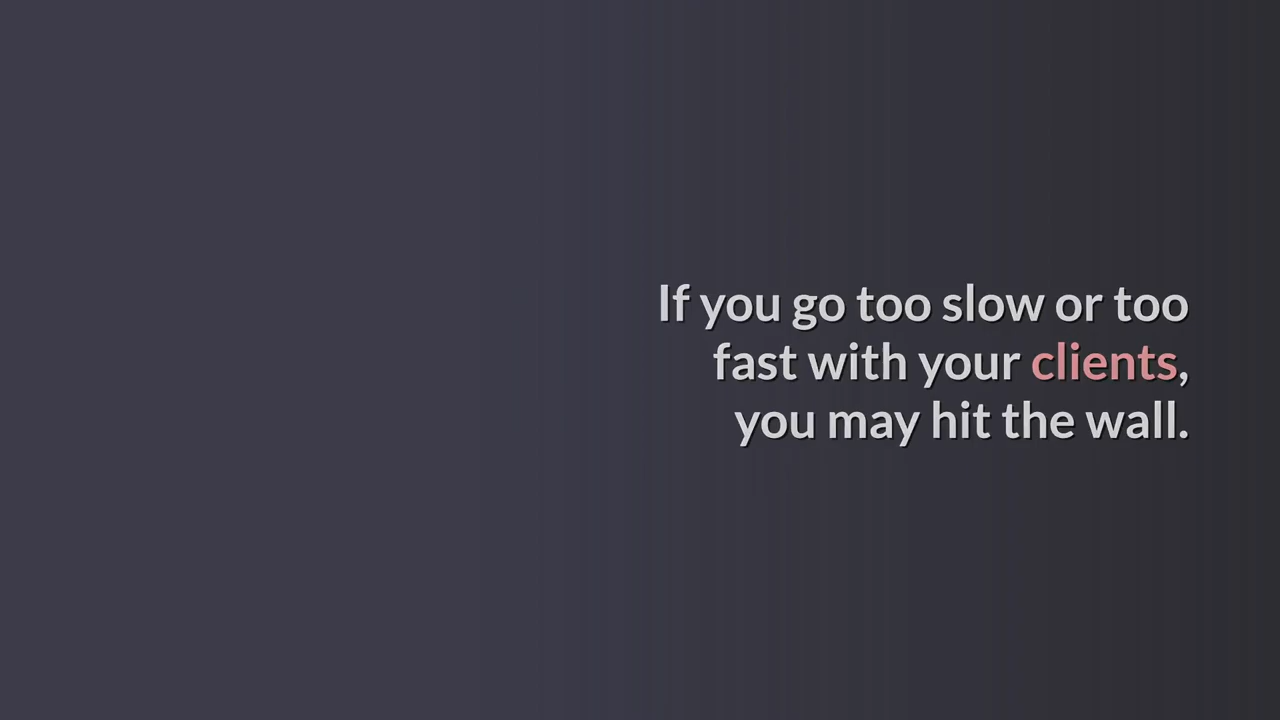 If you go too slow or too
fast with your clients,
you may hit the wall.